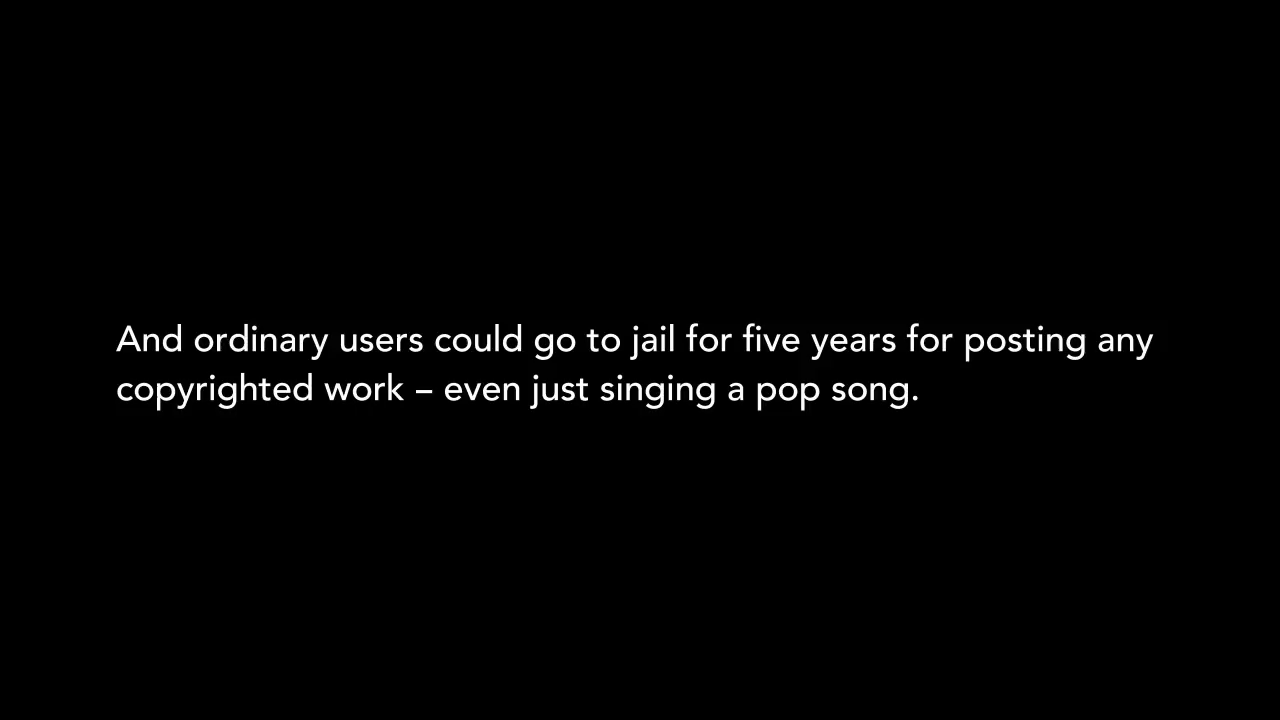 And ordinary users could go to jail for five years for posting any
copyrighted work – even just singing a pop song.